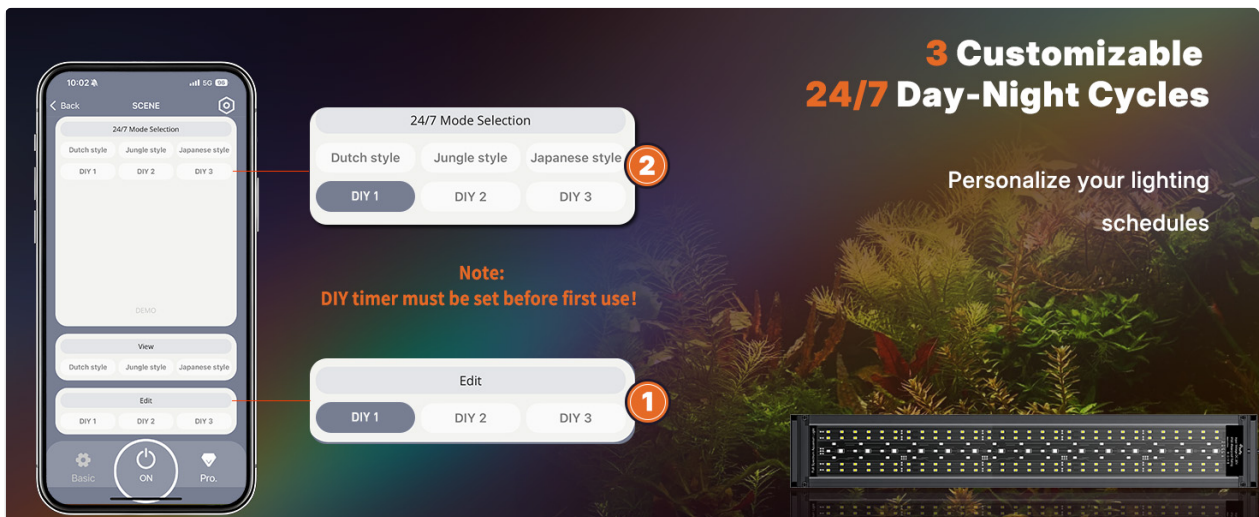 3 Customizable
24/7 Day-Night Cycles
Personalize your lighting
schedules
10:02
5G
Back
SCENE
24/7 Mode Selection
Dutch style Jungle style Japanese style
DIY 1 DIY 2 DIY 3
DEMO
View
Dutch style Jungle style Japanese style
Edit
DIY 1 DIY 2 DIY 3
Basic
ON
Pro.
24/7 Mode Selection
Dutch style Jungle style Japanese style
2
DIY 1 DIY 2 DIY 3
Note:
DIY timer must be set before first use!
Edit
1
DIY 1 DIY 2 DIY 3